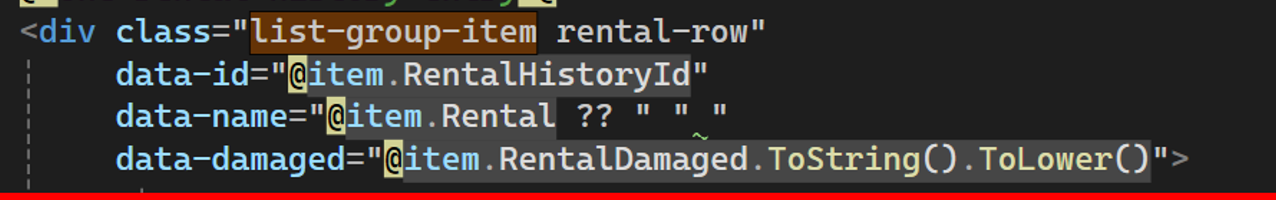 <div class="list-group-item rental-row"
data-id="@item.RentalHistoryId"
data-name="@item.Rental ?? " " "
data-damaged="@item.RentalDamaged.ToString().ToLower()">